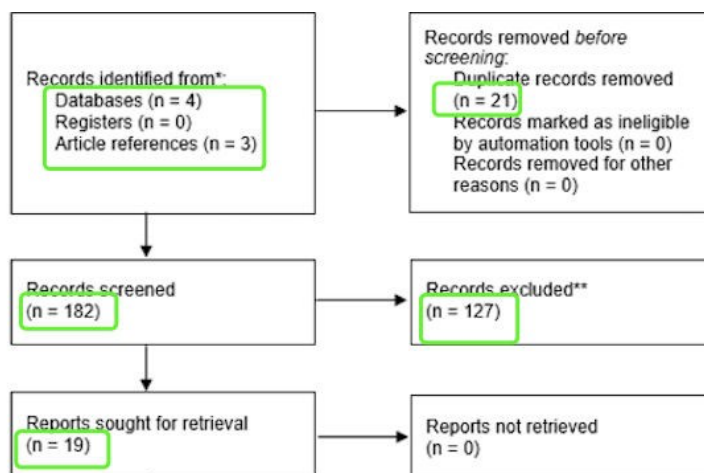 Records identified from*:
Databases (n = 4)
Registers (n = 0)
Article references (n = 3)
Records removed before
screening:
Duplicate records removed
(n = 21)
Records marked as ineligible
by automation tools (n = 0)
Records removed for other
reasons (n = 0)
Records screened
(n = 182)
Records excluded**
(n = 127)
Reports sought for retrieval
(n = 19)
Reports not retrieved
(n = 0)